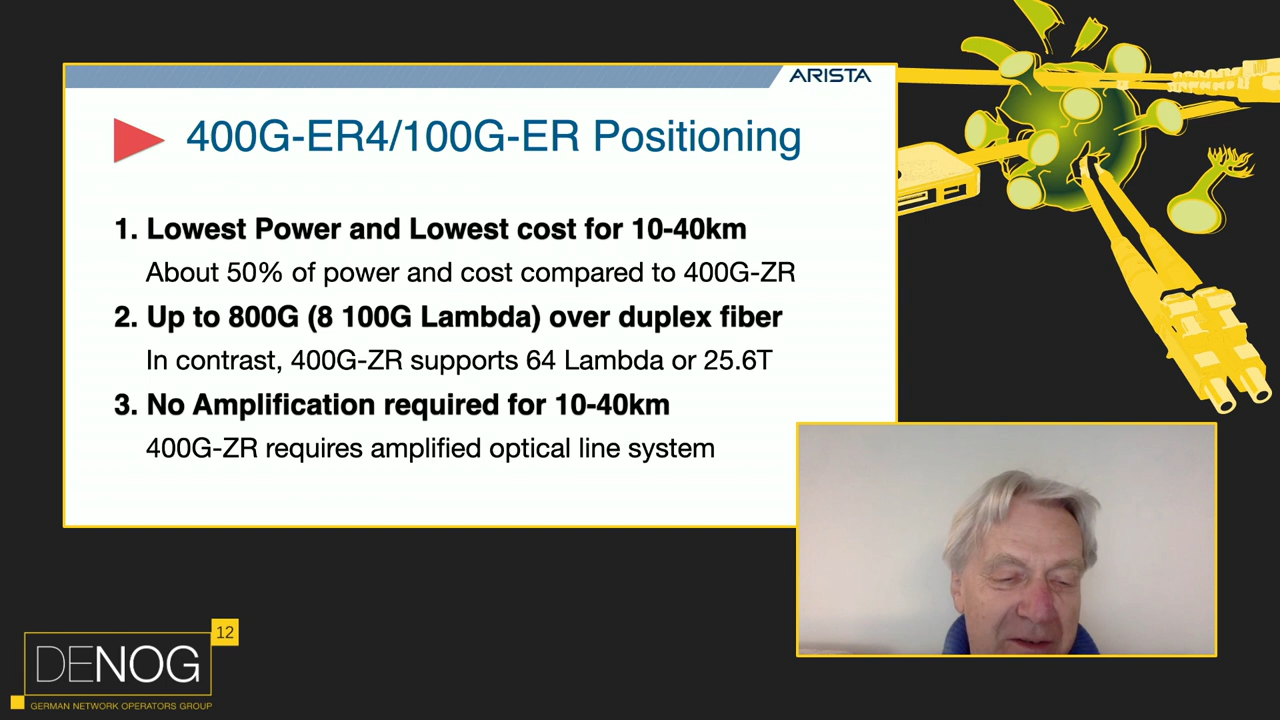 ARISTA
400G-ER4/100G-ER Positioning
1. Lowest Power and Lowest cost for 10-40km
About 50% of power and cost compared to 400G-ZR
2. Up to 800G (8 100G Lambda) over duplex fiber
In contrast, 400G-ZR supports 64 Lambda or 25.6T
3. No Amplification required for 10-40km
400G-ZR requires amplified optical line system
12
DENOG
GERMAN NETWORK OPERATORS GROUP